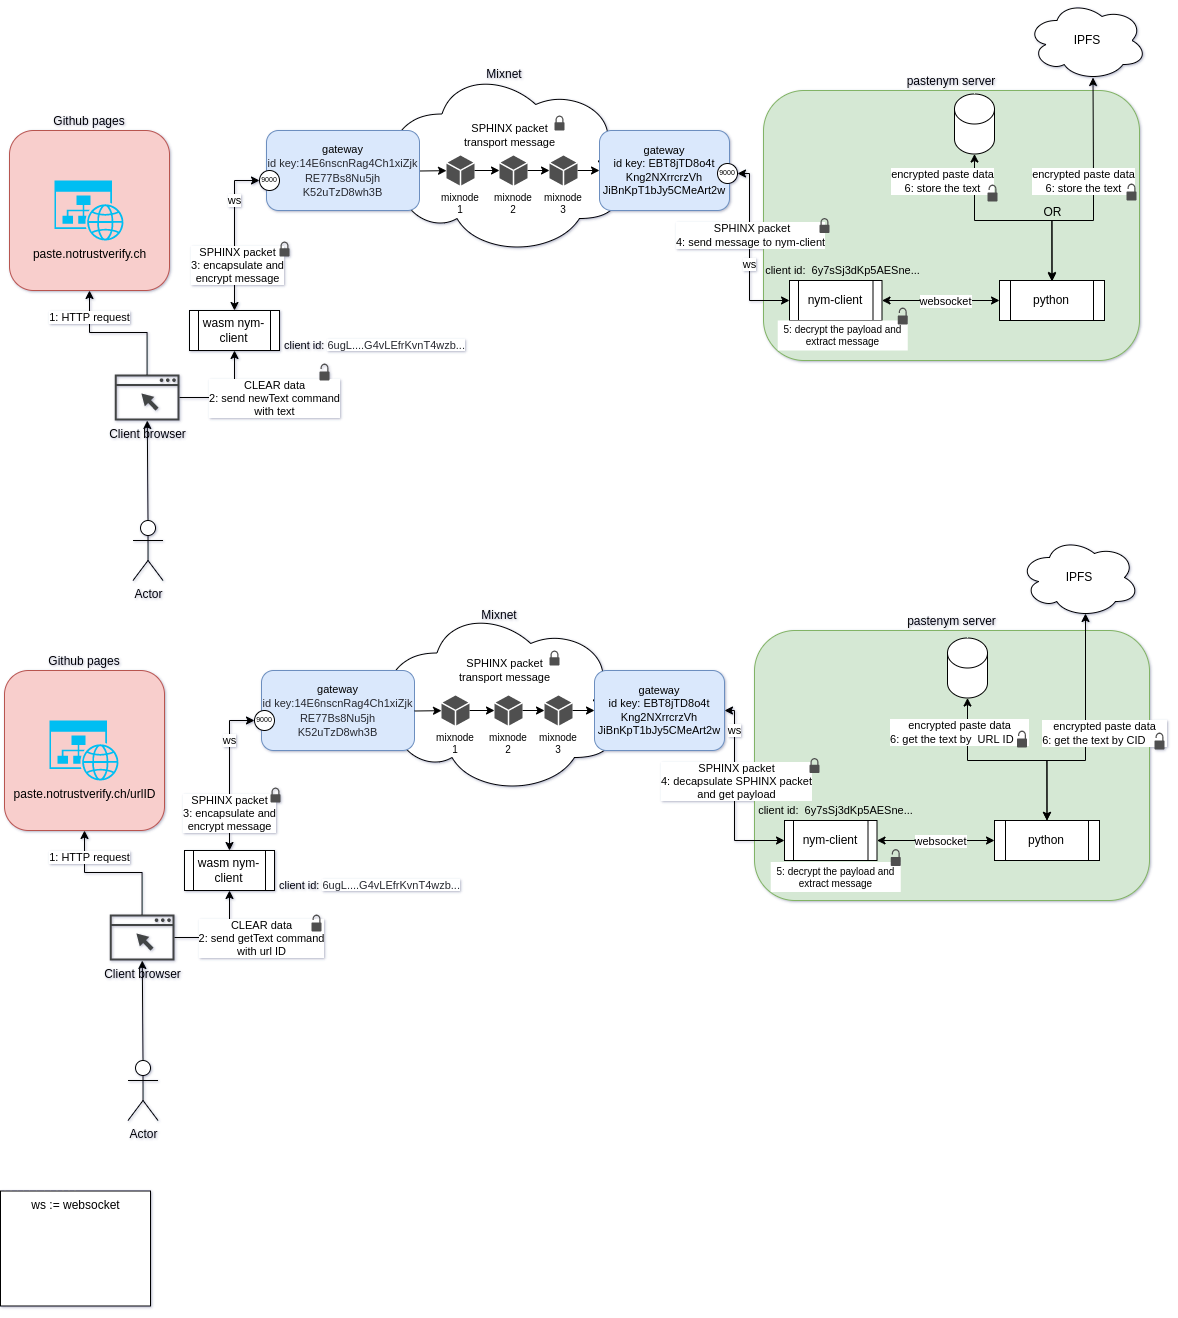 IPFS
Mixnet
pastenym server
Github pages
SPHINX packet
transport message
gateway
id key:14E6nscnRag4Ch1xiZjk
RE77Bs8Nu5jh
K52uTzD8wh3B
9000
mixnode
1
mixnode
2
mixnode
3
gateway
id key: EBT8jTD8o4t
Kng2NXrrcrzVh
JiBnKpT1bJy5CMeArt2w
9000
encrypted paste data
6: store the text
encrypted paste data
6: store the text
OR
ws
paste.notrustverify.ch
SPHINX packet
3: encapsulate and
encrypt message
SPHINX packet
4: send message to nym-client
ws
client id: 6y7sSj3dKp5AESne...
nym-client
websocket
python
5: decrypt the payload and
extract message
1: HTTP request
wasm nym-
client
client id: 6ugL....G4vLEfrKvnT4wzb...
CLEAR data
2: send newText command
with text
Client browser
Actor
IPFS
Mixnet
pastenym server
Github pages
SPHINX packet
transport message
gateway
id key:14E6nscnRag4Ch1xiZjk
RE77Bs8Nu5jh
K52uTzD8wh3B
9000
mixnode
1
mixnode
2
mixnode
3
gateway
id key: EBT8jTD8o4t
Kng2NXrrcrzVh
JiBnKpT1bJy5CMeArt2w
encrypted paste data
6: get the text by URL ID
encrypted paste data
6: get the text by CID
ws
ws
paste.notrustverify.ch/urlID
SPHINX packet
3: encapsulate and
encrypt message
SPHINX packet
4: decapsulate SPHINX packet
and get payload
client id: 6y7sSj3dKp5AESne...
nym-client
websocket
python
5: decrypt the payload and
extract message
1: HTTP request
wasm nym-
client
client id: 6ugL....G4vLEfrKvnT4wzb...
CLEAR data
2: send getText command
with url ID
Client browser
Actor
ws := websocket